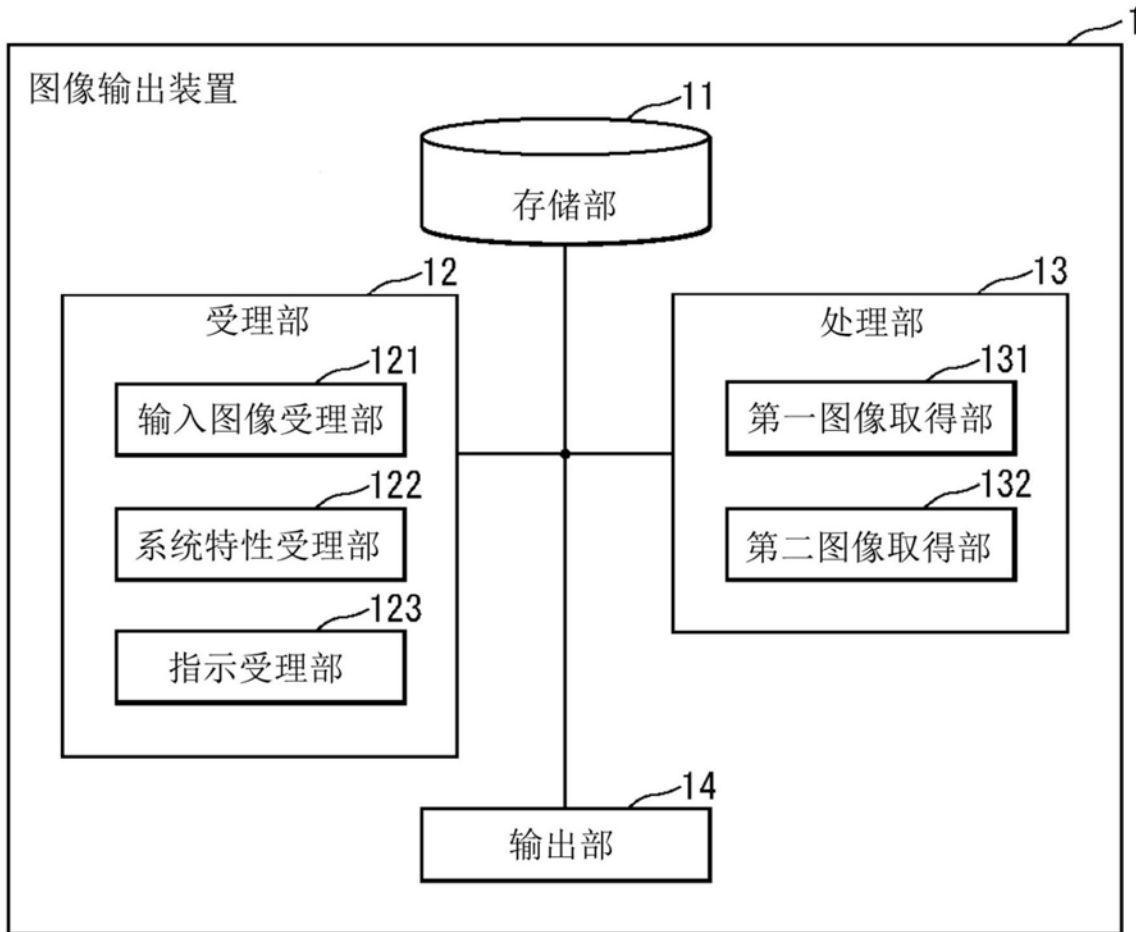 1
图像输出装置
11
存储部
12
受理部
121
输入图像受理部
122
系统特性受理部
123
指示受理部
13
处理部
131
第一图像取得部
132
第二图像取得部
14
输出部